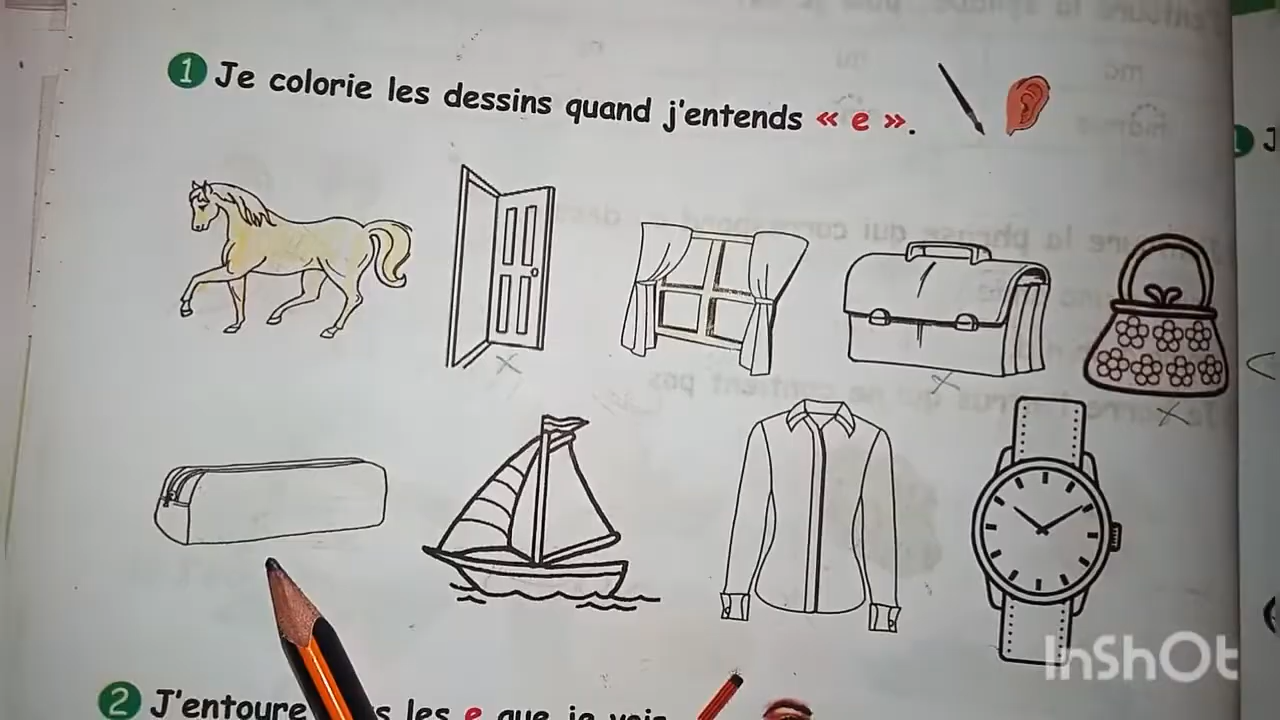 1 Je colorie les dessins quand j'entends « e ».
2 J'entoure les e que je vois
InShOt